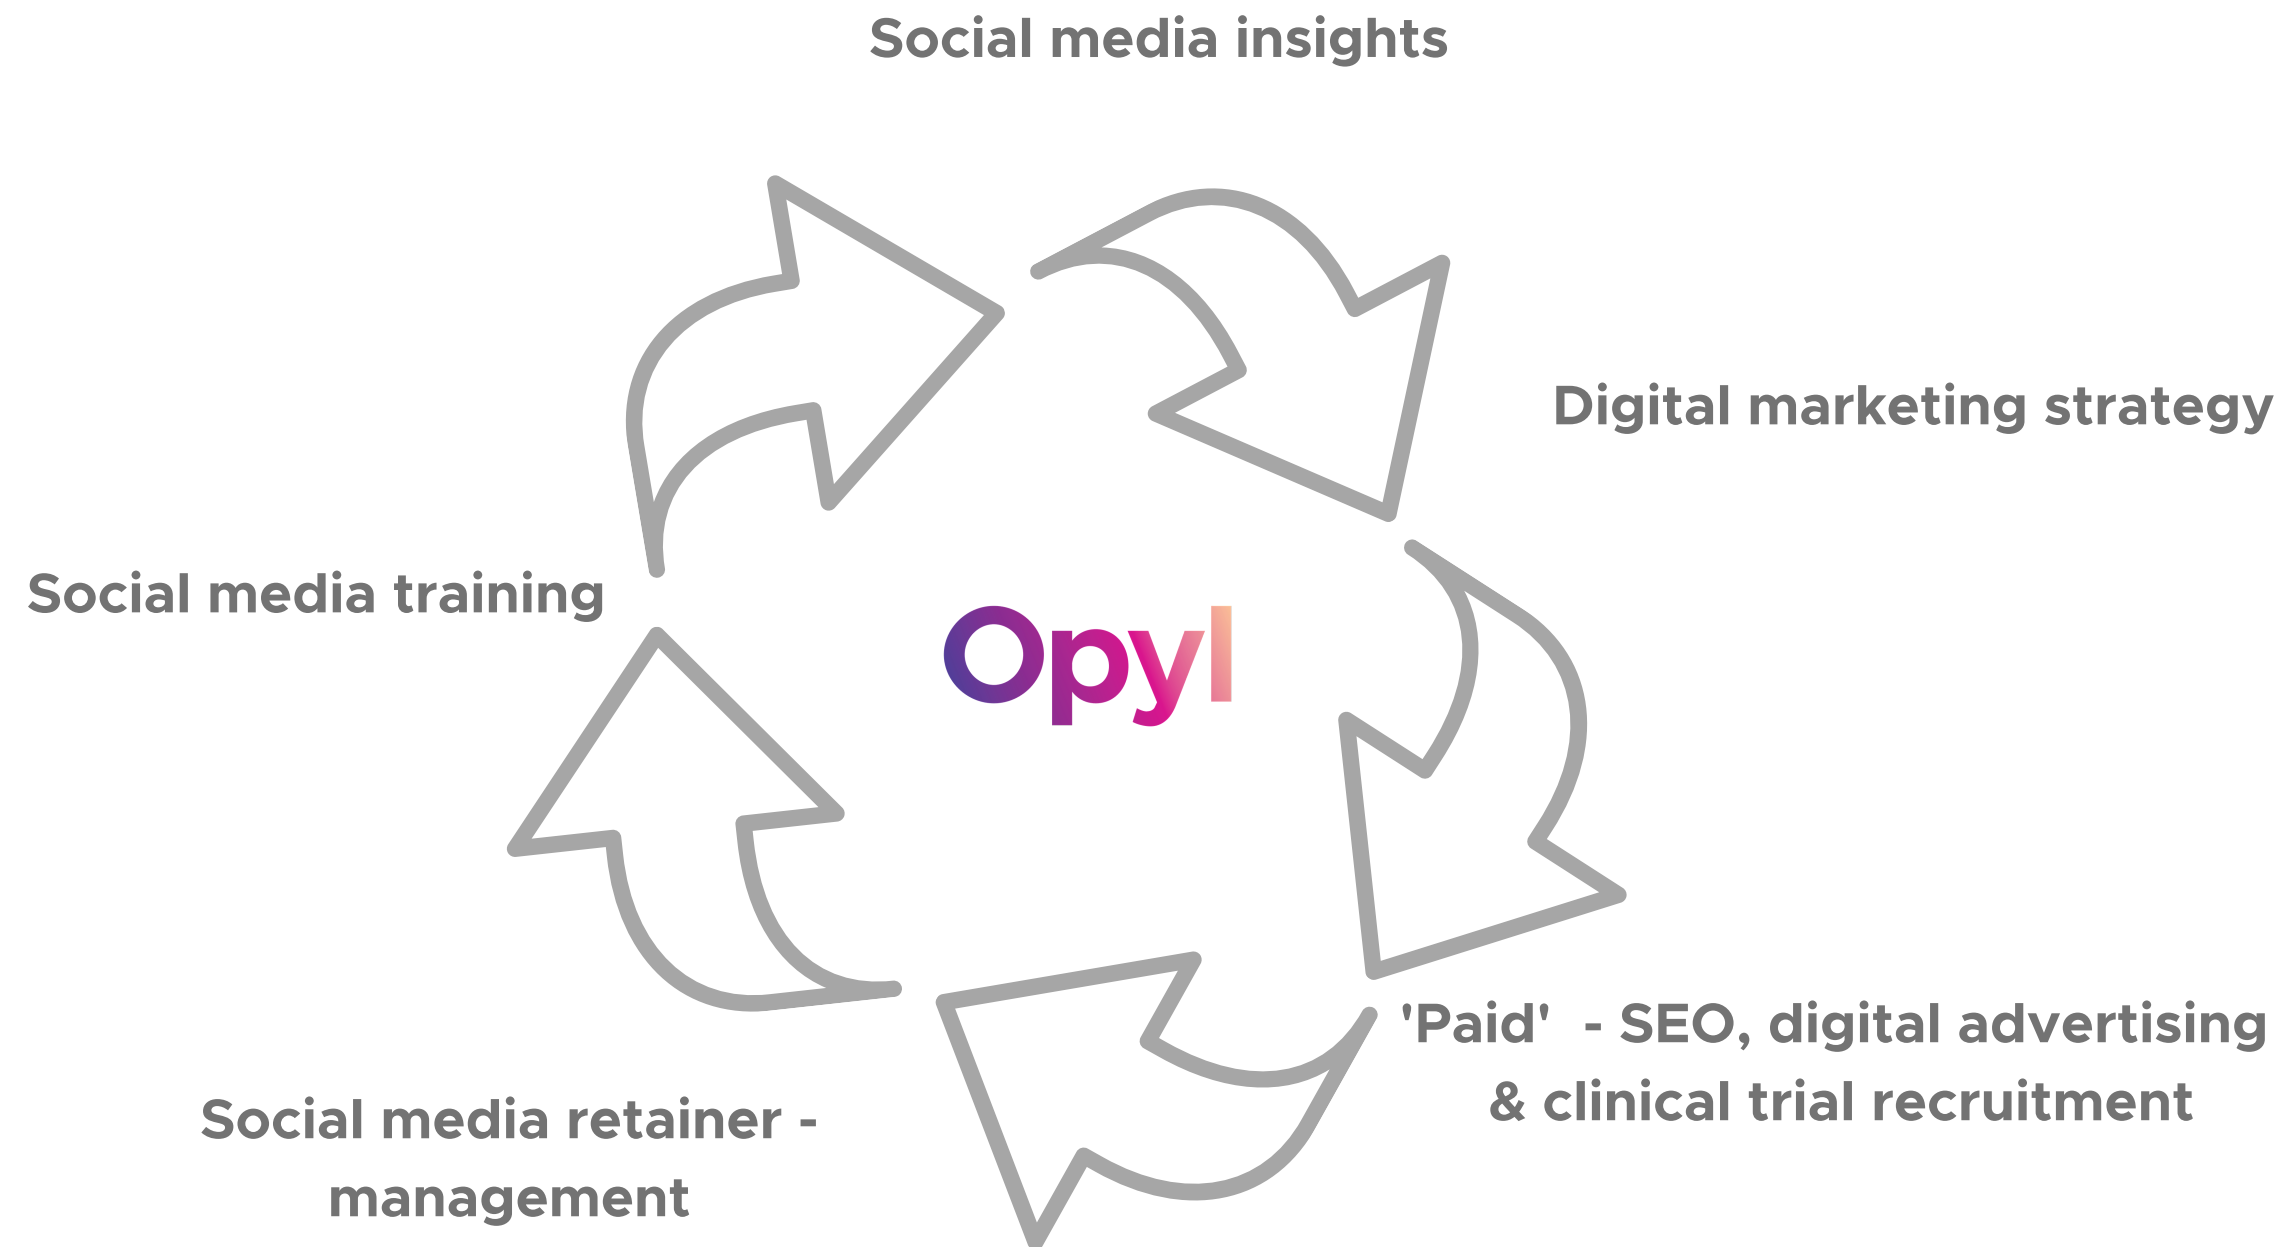 Social media insights
Digital marketing strategy
Social media training
Opyl
'Paid'  - SEO, digital advertising
& clinical trial recruitment
Social media retainer -
management